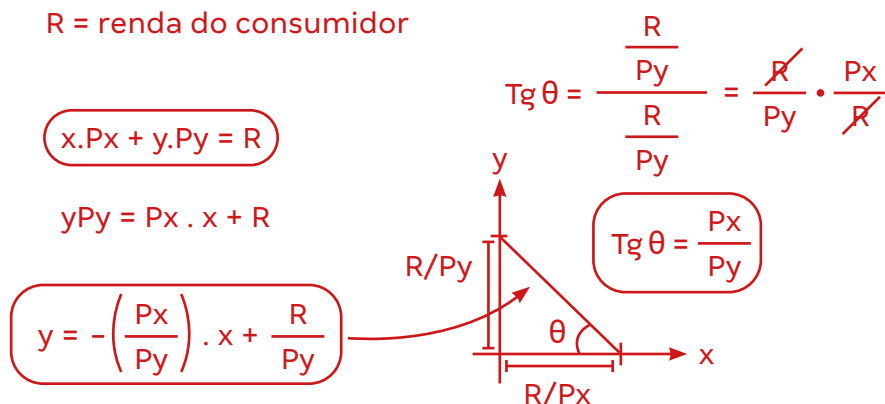 R = renda do consumidor
x.Px + y.Py = R
yPy = Px . x + R
y = -(Px/Py) . x + R/Py
Tg θ = (R/Py)/(R/Py) = R/Py • Px/R
Tg θ = Px/Py
y
R/Py
θ
x
R/Px